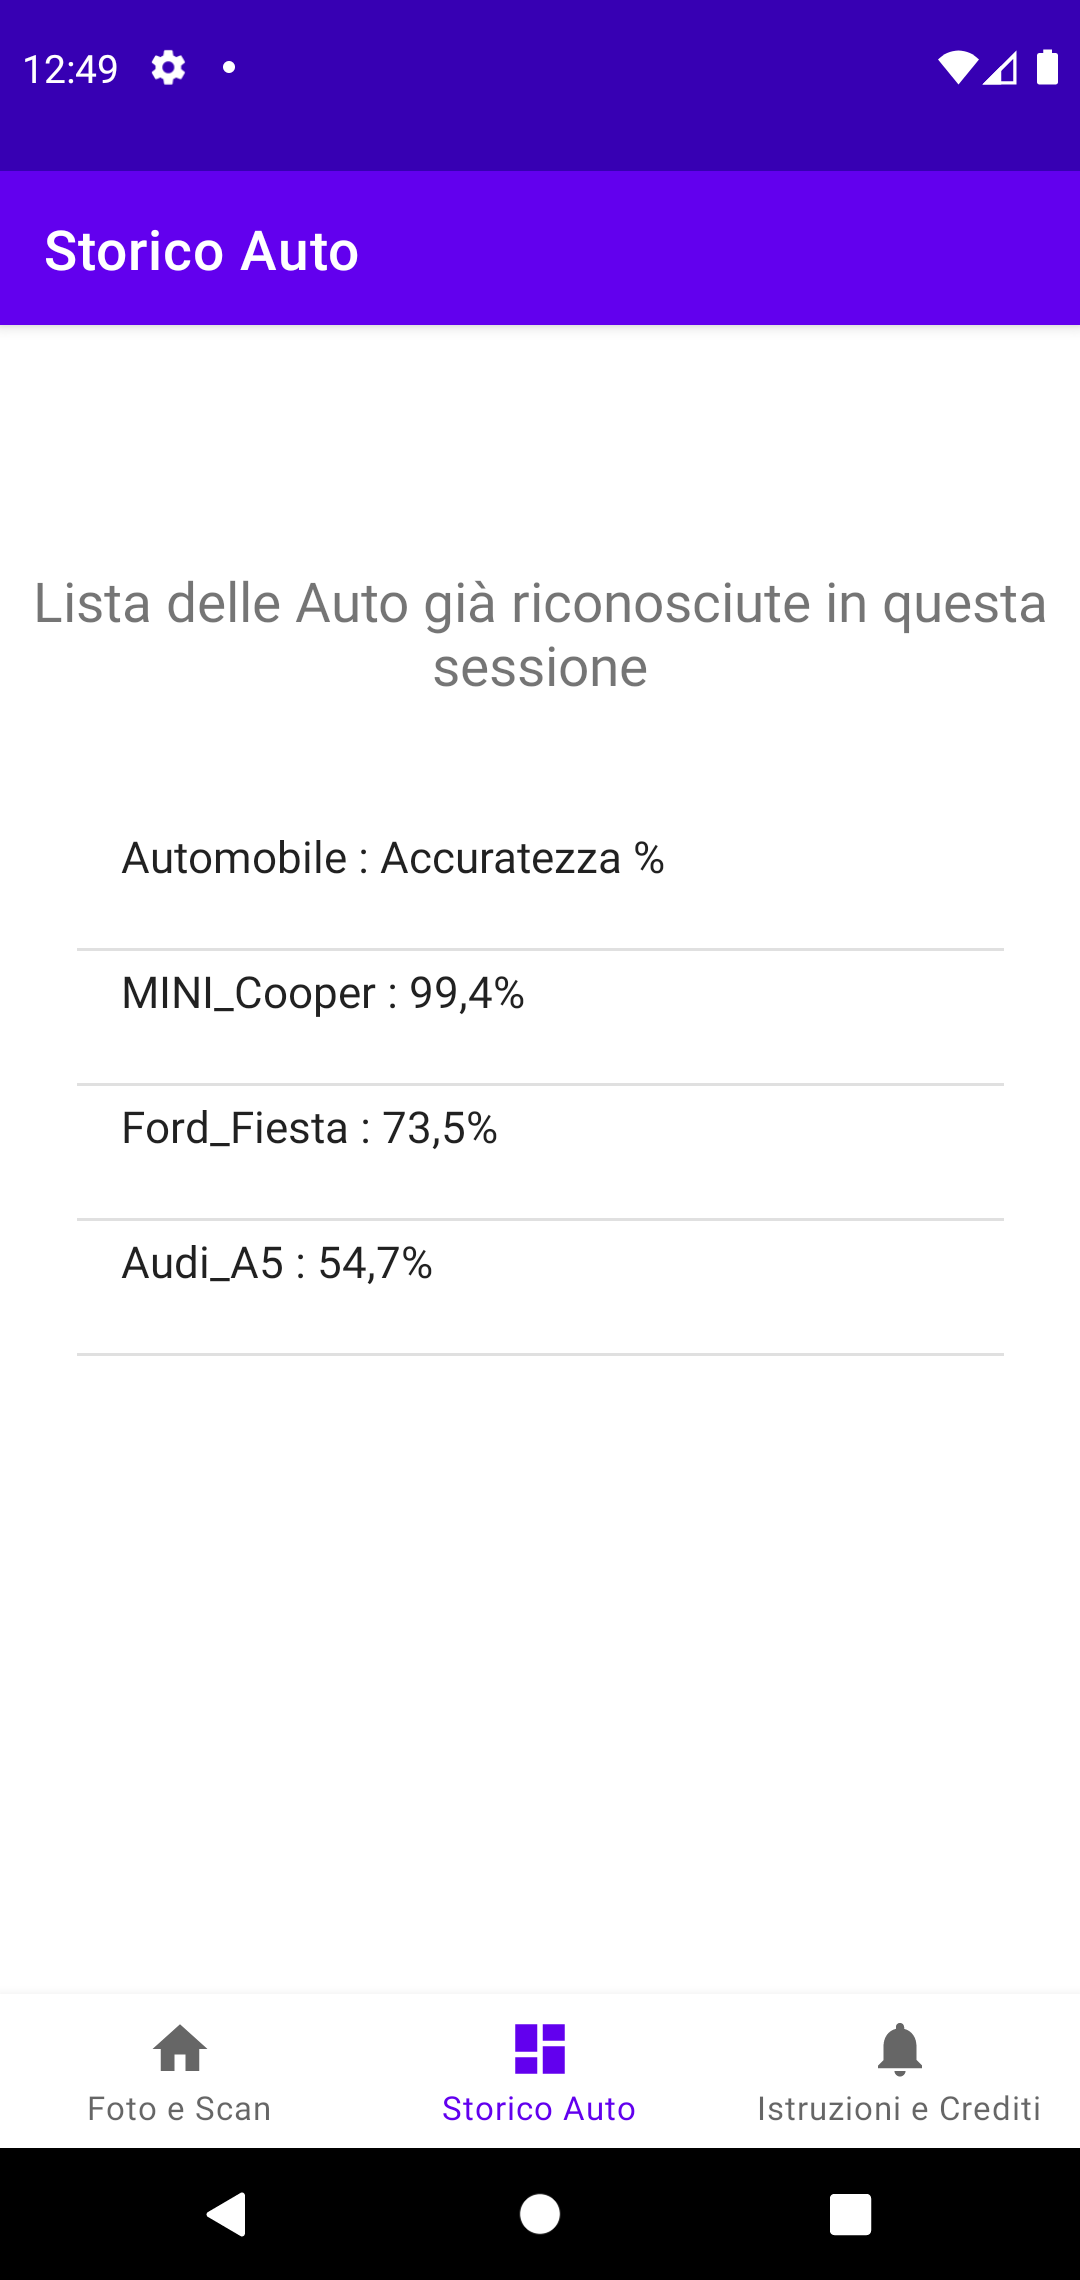 12:49
Storico Auto
Lista delle Auto già riconosciute in questa
sessione
Automobile : Accuratezza %
MINI_Cooper : 99,4%
Ford_Fiesta : 73,5%
Audi_A5 : 54,7%
Foto e Scan
Storico Auto
Istruzioni e Crediti